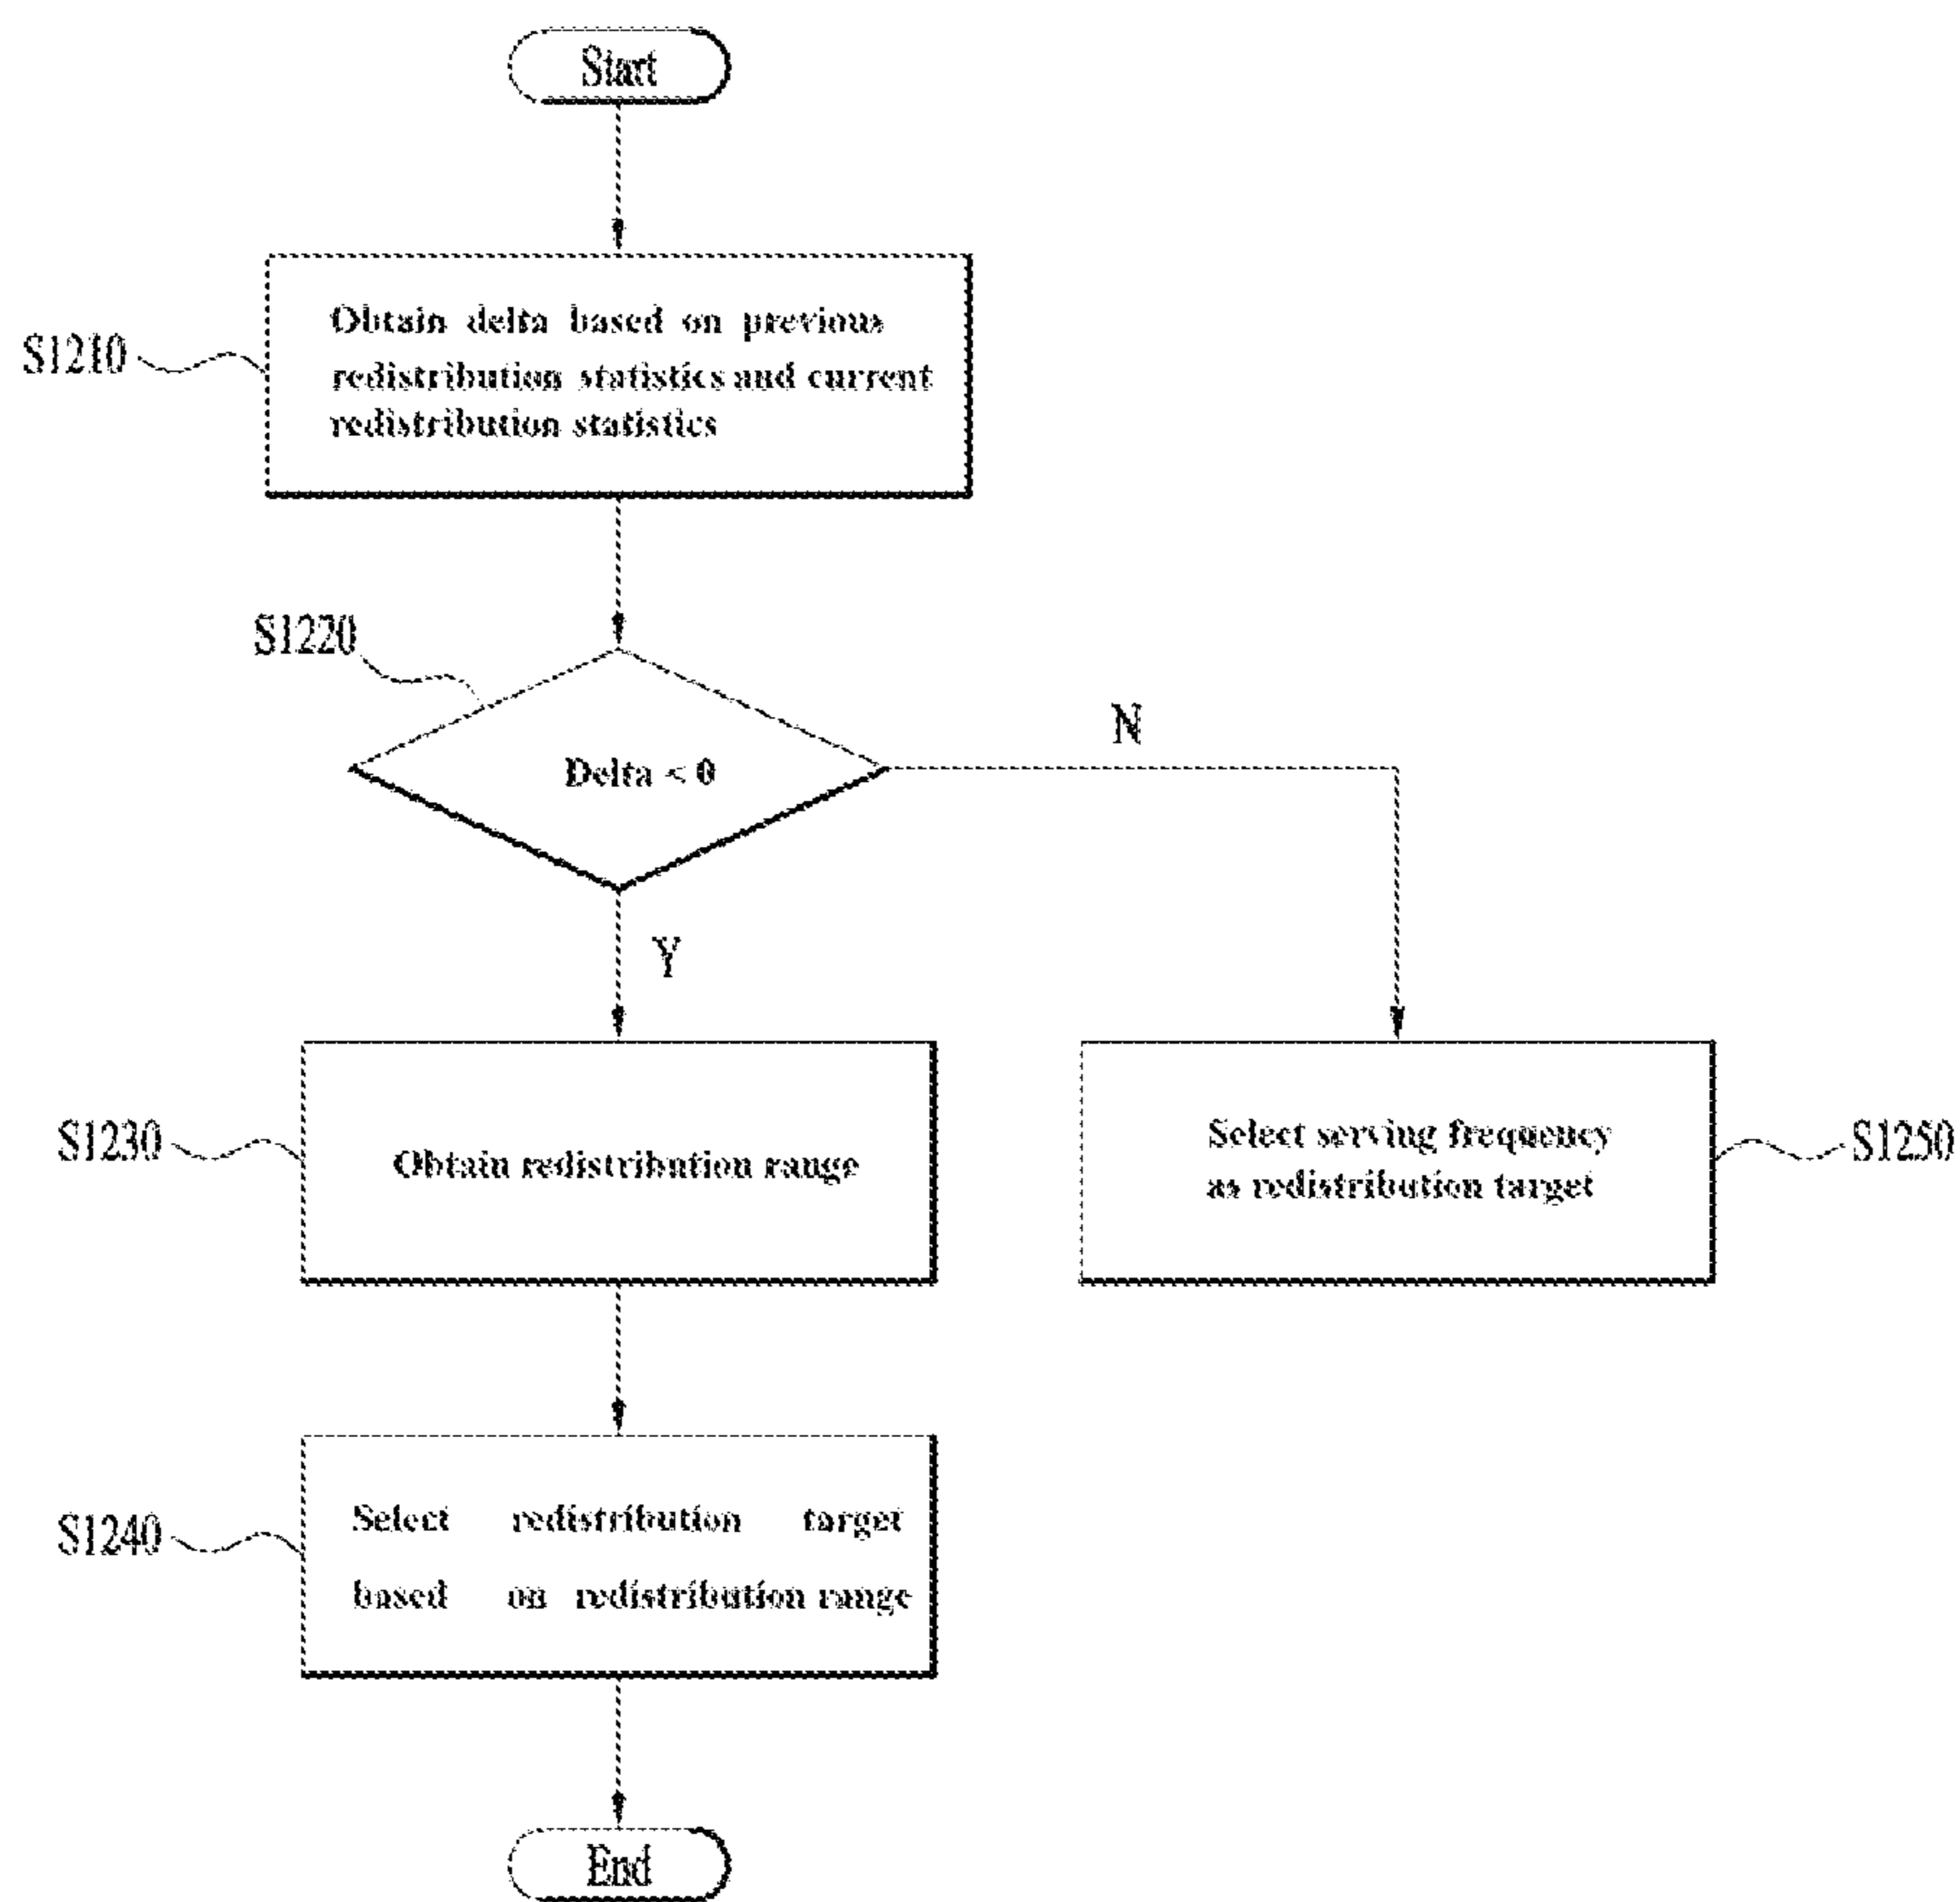 Start
S1210
Obtain delta based on previous
redistribution statistics and current
redistribution statistics
S1220
Delta < 0
N
Y
S1230
Obtain redistribution range
Select serving frequency
as redistribution target
S1250
S1240
Select redistribution target
based on redistribution range
End